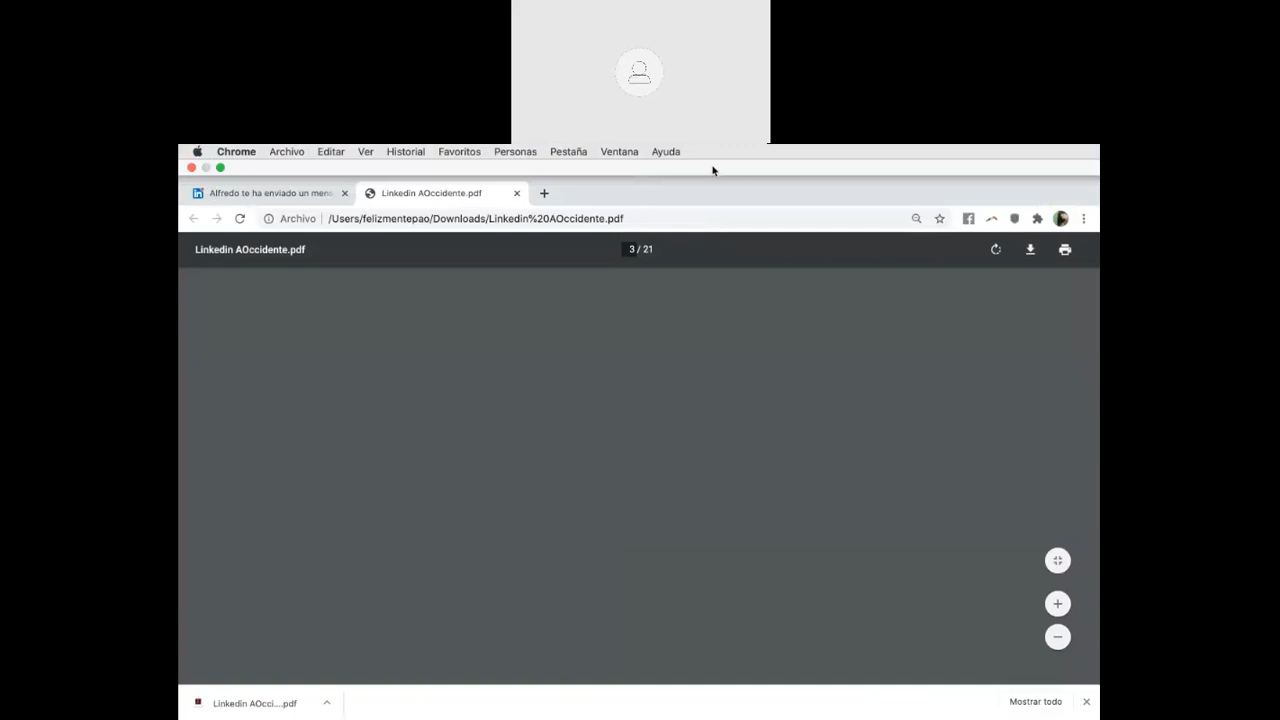 Chrome Archivo Editar Ver Historial Favoritos Personas Pestaña Ventana Ayuda
Alfredo te ha enviado un mens
Linkedin AOccidente.pdf
Archivo /Users/felizmentepao/Downloads/Linkedin%20AOccidente.pdf
Linkedin AOccidente.pdf 3 / 21
Linkedin AOcci....pdf Mostrar todo